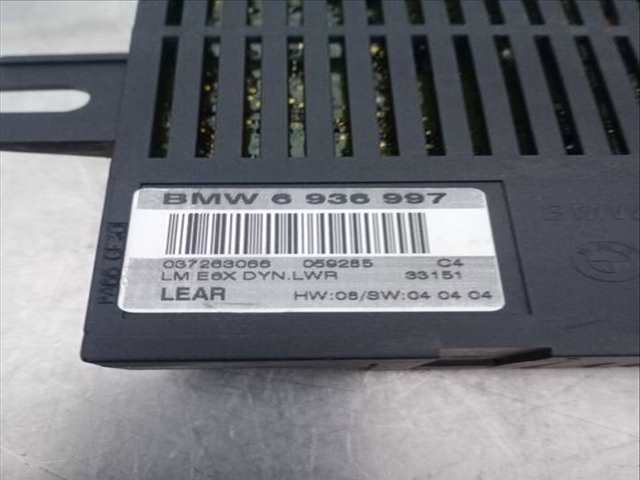 BMW 6 936 997
037263066 059285 C4
LM E6X DYN.LWR 33151
LEAR HW:08/SW:04 04 04